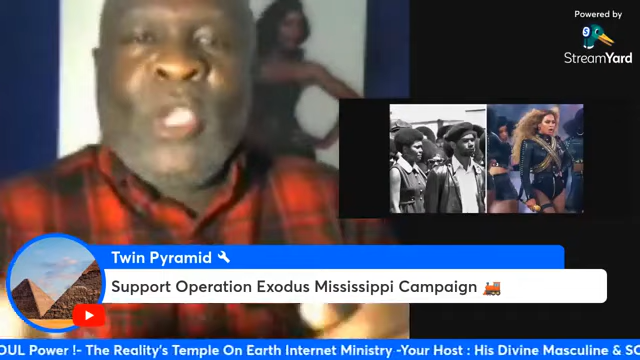 Powered by
StreamYard
Twin Pyramid
Support Operation Exodus Mississippi Campaign 🚂
OUL Power !- The Reality's Temple On Earth Internet Ministry -Your Host : His Divine Masculine & SO